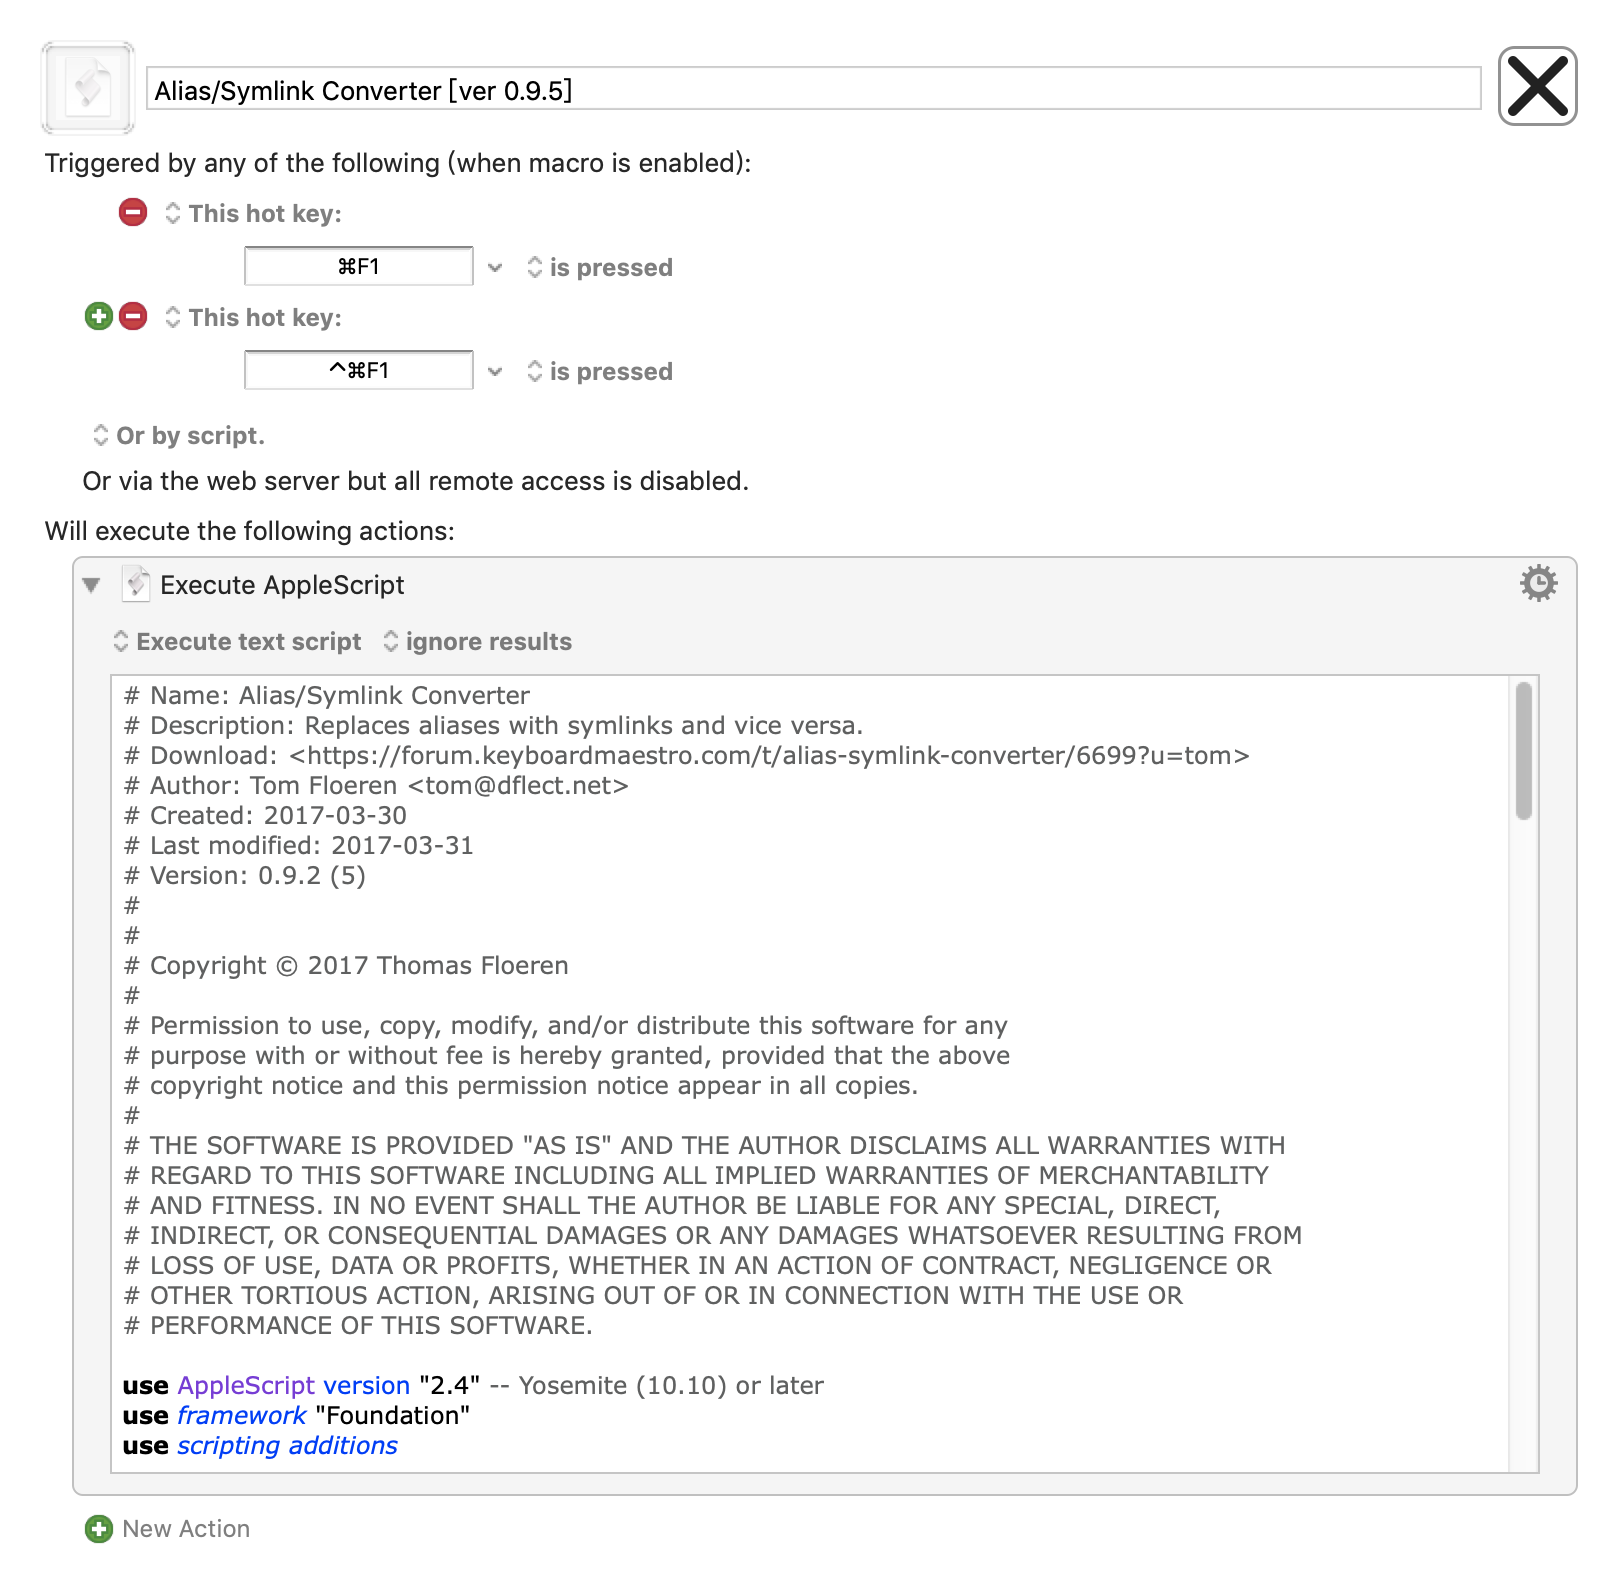 Alias/Symlink Converter [ver 0.9.5]
Triggered by any of the following (when macro is enabled):
This hot key:
⌘F1 is pressed
This hot key:
^⌘F1 is pressed
Or by script.
Or via the web server but all remote access is disabled.
Will execute the following actions:
Execute AppleScript
Execute text script ignore results
# Name: Alias/Symlink Converter
# Description: Replaces aliases with symlinks and vice versa.
# Download: <https://forum.keyboardmaestro.com/t/alias-symlink-converter/6699?u=tom>
# Author: Tom Floeren <tom@dflect.net>
# Created: 2017-03-30
# Last modified: 2017-03-31
# Version: 0.9.2 (5)
#
#
# Copyright © 2017 Thomas Floeren
#
# Permission to use, copy, modify, and/or distribute this software for any
# purpose with or without fee is hereby granted, provided that the above
# copyright notice and this permission notice appear in all copies.
#
# THE SOFTWARE IS PROVIDED "AS IS" AND THE AUTHOR DISCLAIMS ALL WARRANTIES WITH
# REGARD TO THIS SOFTWARE INCLUDING ALL IMPLIED WARRANTIES OF MERCHANTABILITY
# AND FITNESS. IN NO EVENT SHALL THE AUTHOR BE LIABLE FOR ANY SPECIAL, DIRECT,
# INDIRECT, OR CONSEQUENTIAL DAMAGES OR ANY DAMAGES WHATSOEVER RESULTING FROM
# LOSS OF USE, DATA OR PROFITS, WHETHER IN AN ACTION OF CONTRACT, NEGLIGENCE OR
# OTHER TORTIOUS ACTION, ARISING OUT OF OR IN CONNECTION WITH THE USE OR
# PERFORMANCE OF THIS SOFTWARE.
use AppleScript version "2.4" -- Yosemite (10.10) or later
use framework "Foundation"
use scripting additions
New Action